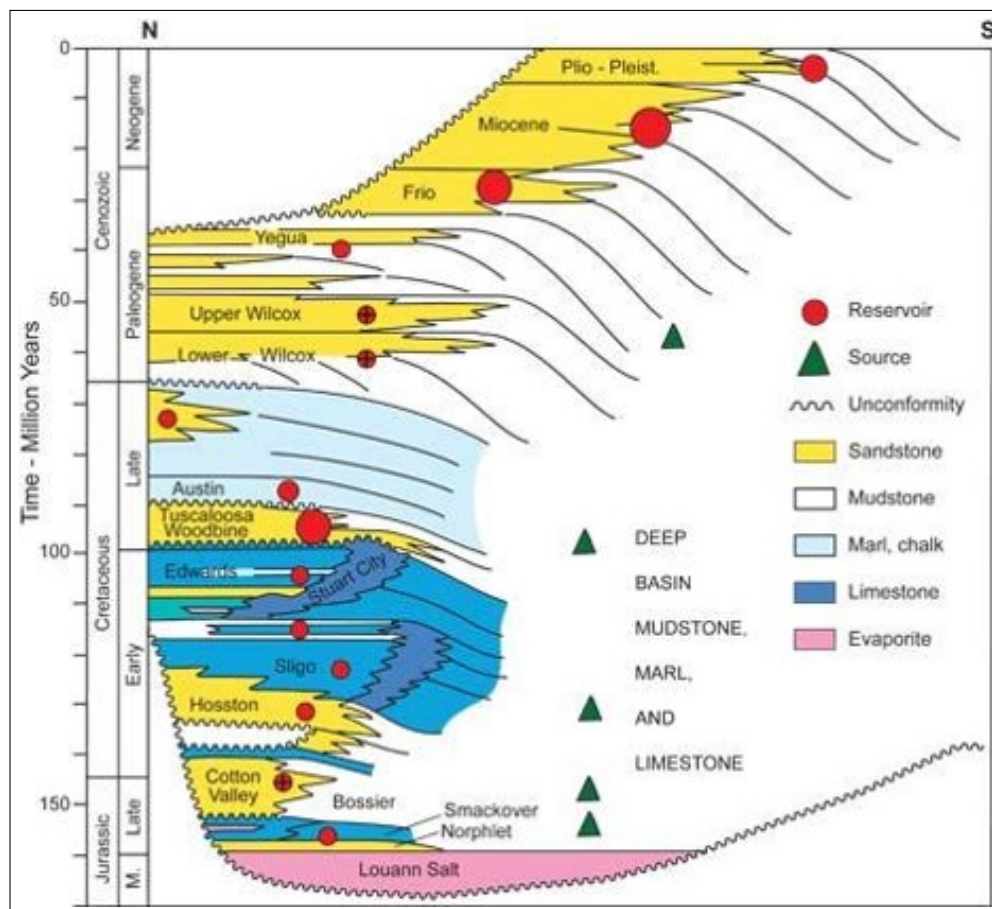 N
S
0
50
100
150
Time - Million Years
Cenozoic
Neogene
Paleogene
Cretaceous
Late
Early
Jurassic
Late
M.
Plio - Pleist.
Miocene
Frio
Yegua
Upper Wilcox
Lower Wilcox
Austin
Tuscaloosa
Woodbine
Edwards
Stuart City
Sligo
Hosston
Cotton
Valley
Bossier
Smackover
Norphlet
Louann Salt
DEEP
BASIN
MUDSTONE,
MARL,
AND
LIMESTONE
Reservoir
Source
Unconformity
Sandstone
Mudstone
Marl, chalk
Limestone
Evaporite